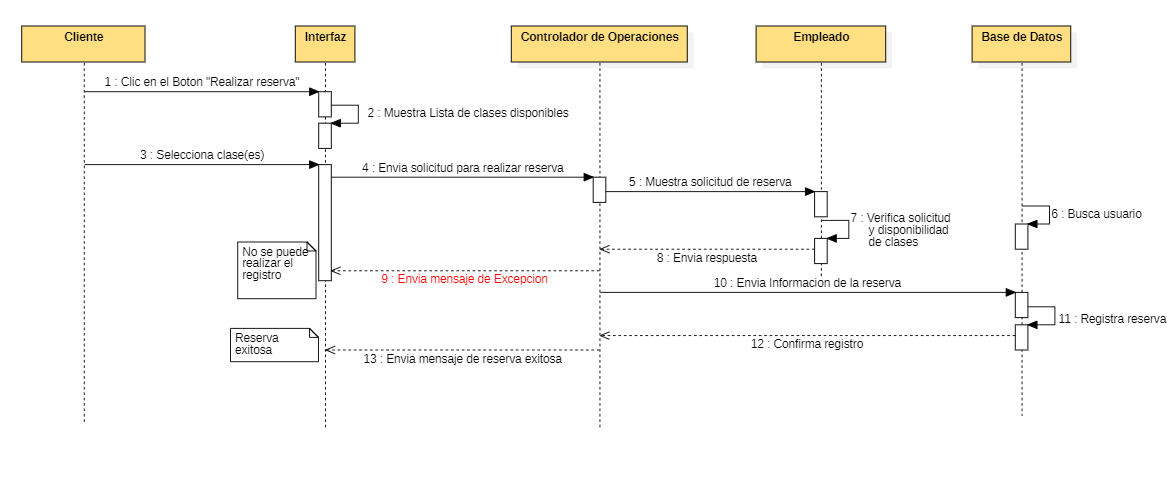 Cliente
Interfaz
Controlador de Operaciones
Empleado
Base de Datos
1 : Clic en el Boton "Realizar reserva"
2 : Muestra Lista de clases disponibles
3 : Selecciona clase(es)
4 : Envia solicitud para realizar reserva
5 : Muestra solicitud de reserva
6 : Busca usuario
7 : Verifica solicitud
y disponibilidad
de clases
8 : Envia respuesta
No se puede
realizar el
registro
9 : Envia mensaje de Excepcion
10 : Envia Información de la reserva
11 : Registra reserva
12 : Confirma registro
Reserva
exitosa
13 : Envia mensaje de reserva exitosa